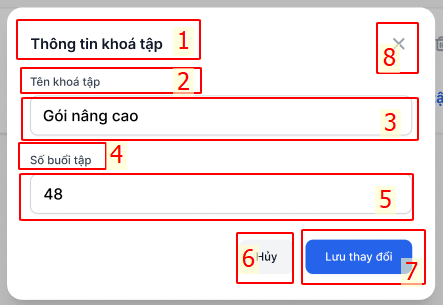 Thông tin khoá tập 1
8
Tên khoá tập 2
Gói nâng cao 3
Số buổi tập 4
48 5
6 Hủy
Lưu thay đổi 7